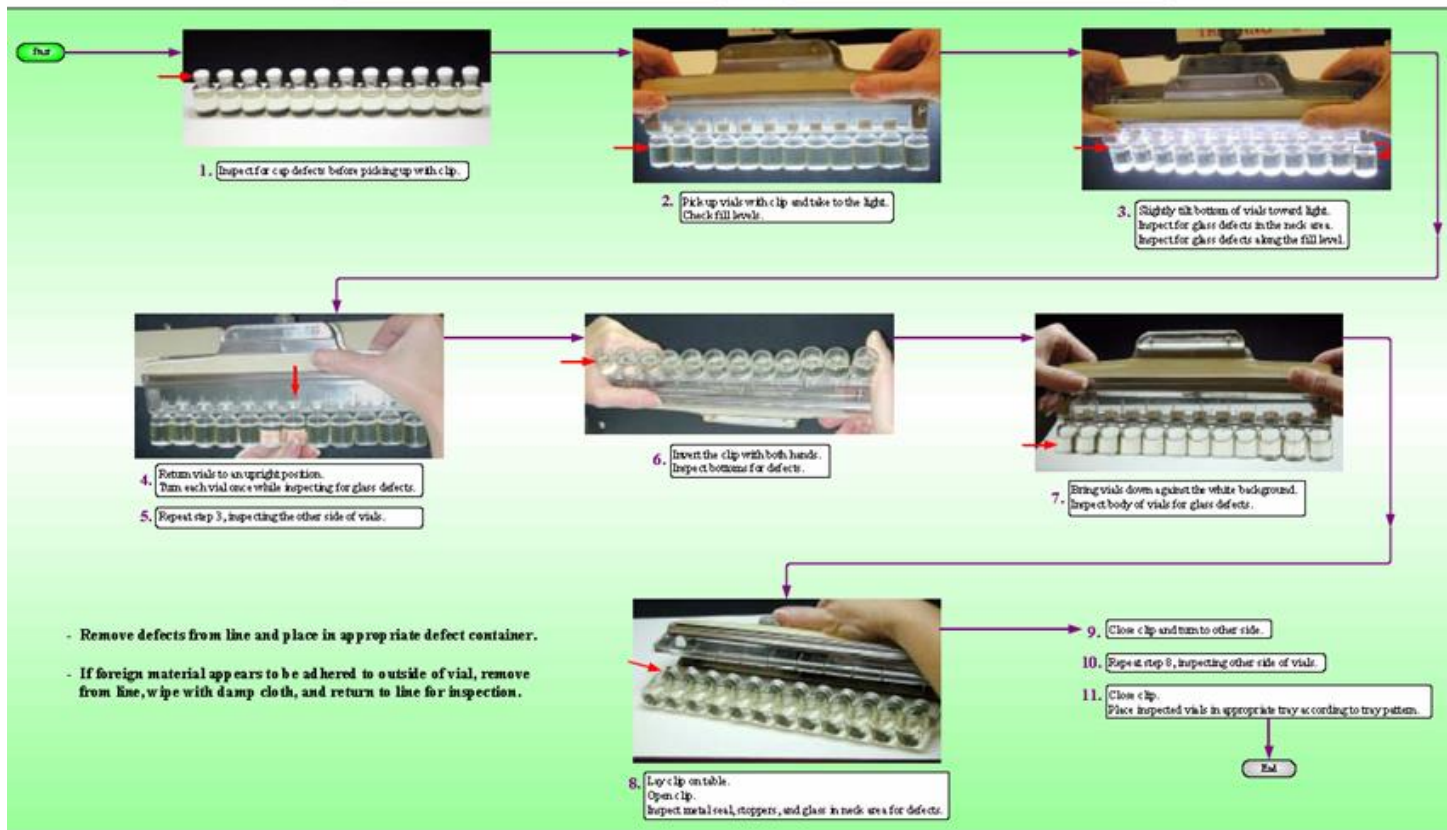 Start
1. Inspect for cap defects before picking up with clip.
2. Pick up vials with clip and take to the light.
Check fill levels.
3. Slightly tilt bottom of vials toward light.
Inspect for glass defects in the neck area.
Inspect for glass defects along the fill level.
4. Return vials to an upright position.
Turn each vial once while inspecting for glass defects.
5. Repeat step 3, inspecting the other side of vials.
6. Invert the clip with both hands.
Inspect bottoms for defects.
7. Bring vials down against the white background.
Inspect body of vials for glass defects.
8. Lay clip on table.
Open clip.
Inspect metal seal, stoppers, and glass in neck area for defects.
9. Close clip and turn to other side.
10. Repeat step 8, inspecting other side of vials.
11. Close clip.
Place inspected vials in appropriate tray according to tray pattern.
End
- Remove defects from line and place in appropriate defect container.
- If foreign material appears to be adhered to outside of vial, remove
from line, wipe with damp cloth, and return to line for inspection.